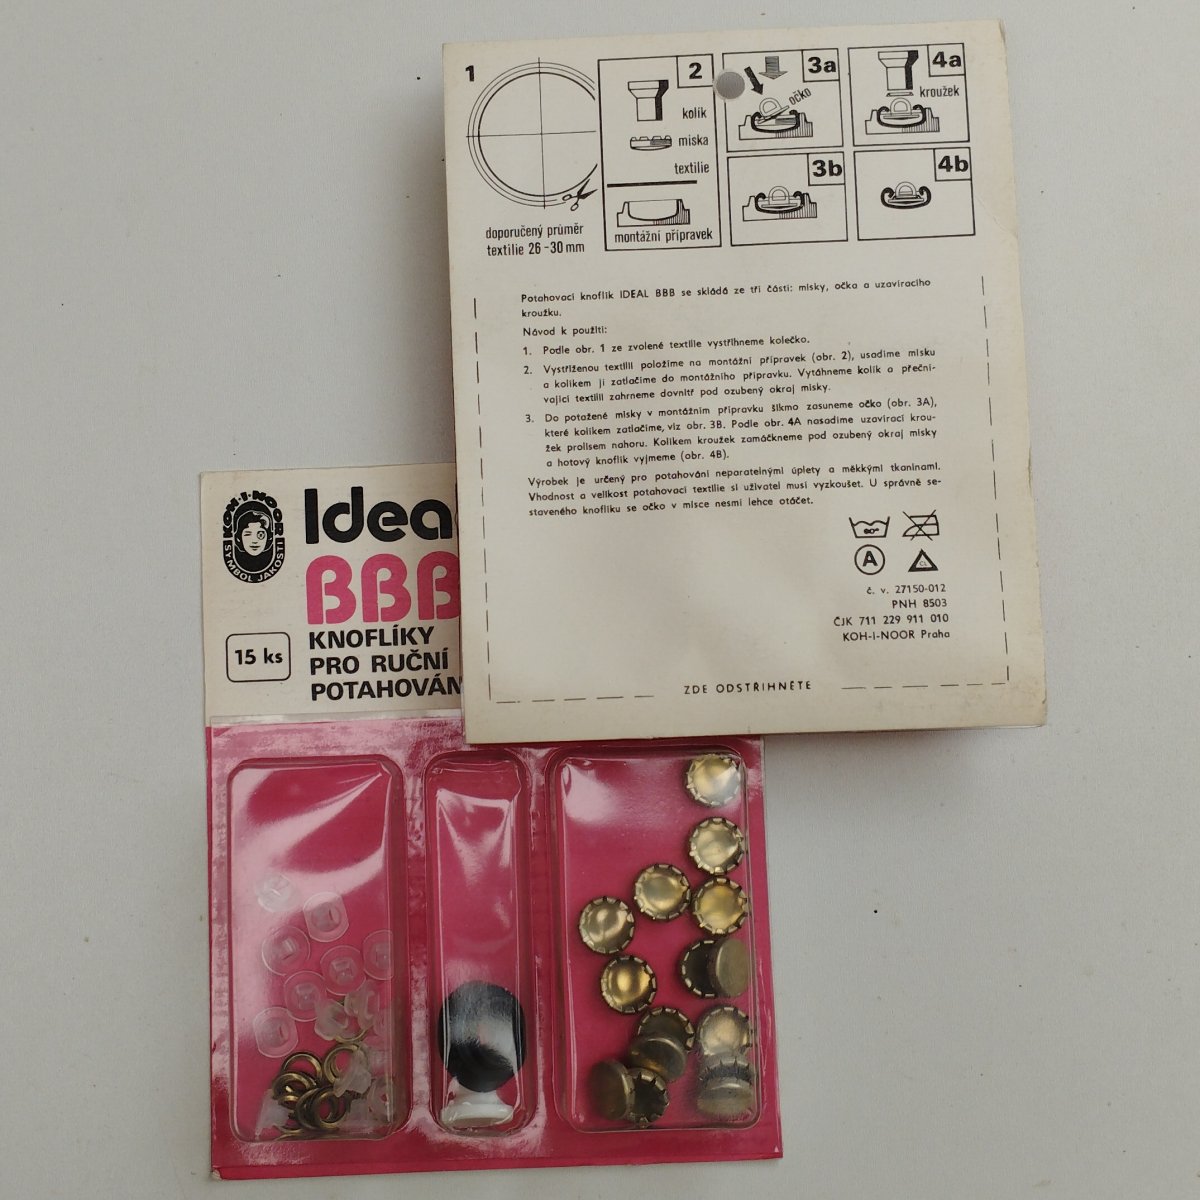 1
2
kolík
miska
textilie
montážní přípravek
3a
očko
3b
4a
kroužek
4b
doporučený průměr
textilie 26 - 30 mm
Potahovací knoflík IDEAL BBB se skládá ze tří částí: misky, očka a uzavíracího
kroužku.
Návod k použití:
1. Podle obr. 1 ze zvolené textilie vystřihneme kolečko.
2. Vystřiženou textilii položíme na montážní přípravek (obr. 2), usadíme misku
a kolíkem ji zatlačíme do montážního přípravku. Vytáhneme kolík a přeční-
vající textilii zahrneme dovnitř pod ozubený okraj misky.
3. Do potažené misky v montážním přípravku šikmo zasuneme očko (obr. 3A),
které kolíkem zatlačíme, viz obr. 3B. Podle obr. 4A nasadíme uzavírací krou-
žek prolisem nahoru. Kolíkem kroužek zamáčkneme pod ozubený okraj misky
a hotový knoflík vyjmeme (obr. 4B).
Výrobek je určený pro potahování neparatelnými úplety a měkkými tkaninami.
Vhodnost a velikost potahovací textilie si uživatel musí vyzkoušet. U správně se-
staveného knoflíku se očko v misce nesmí lehce otáčet.
A
č. v. 27150-012
PNH 8503
ČJK 711 229 911 010
KOH-I-NOOR Praha
ZDE ODSTŘIHNĚTE
KOH-I-NOOR
SYMBOL JAKOSTI
Idea
BBB
15 ks
KNOFLÍKY
PRO RUČNÍ
POTAHOVÁN